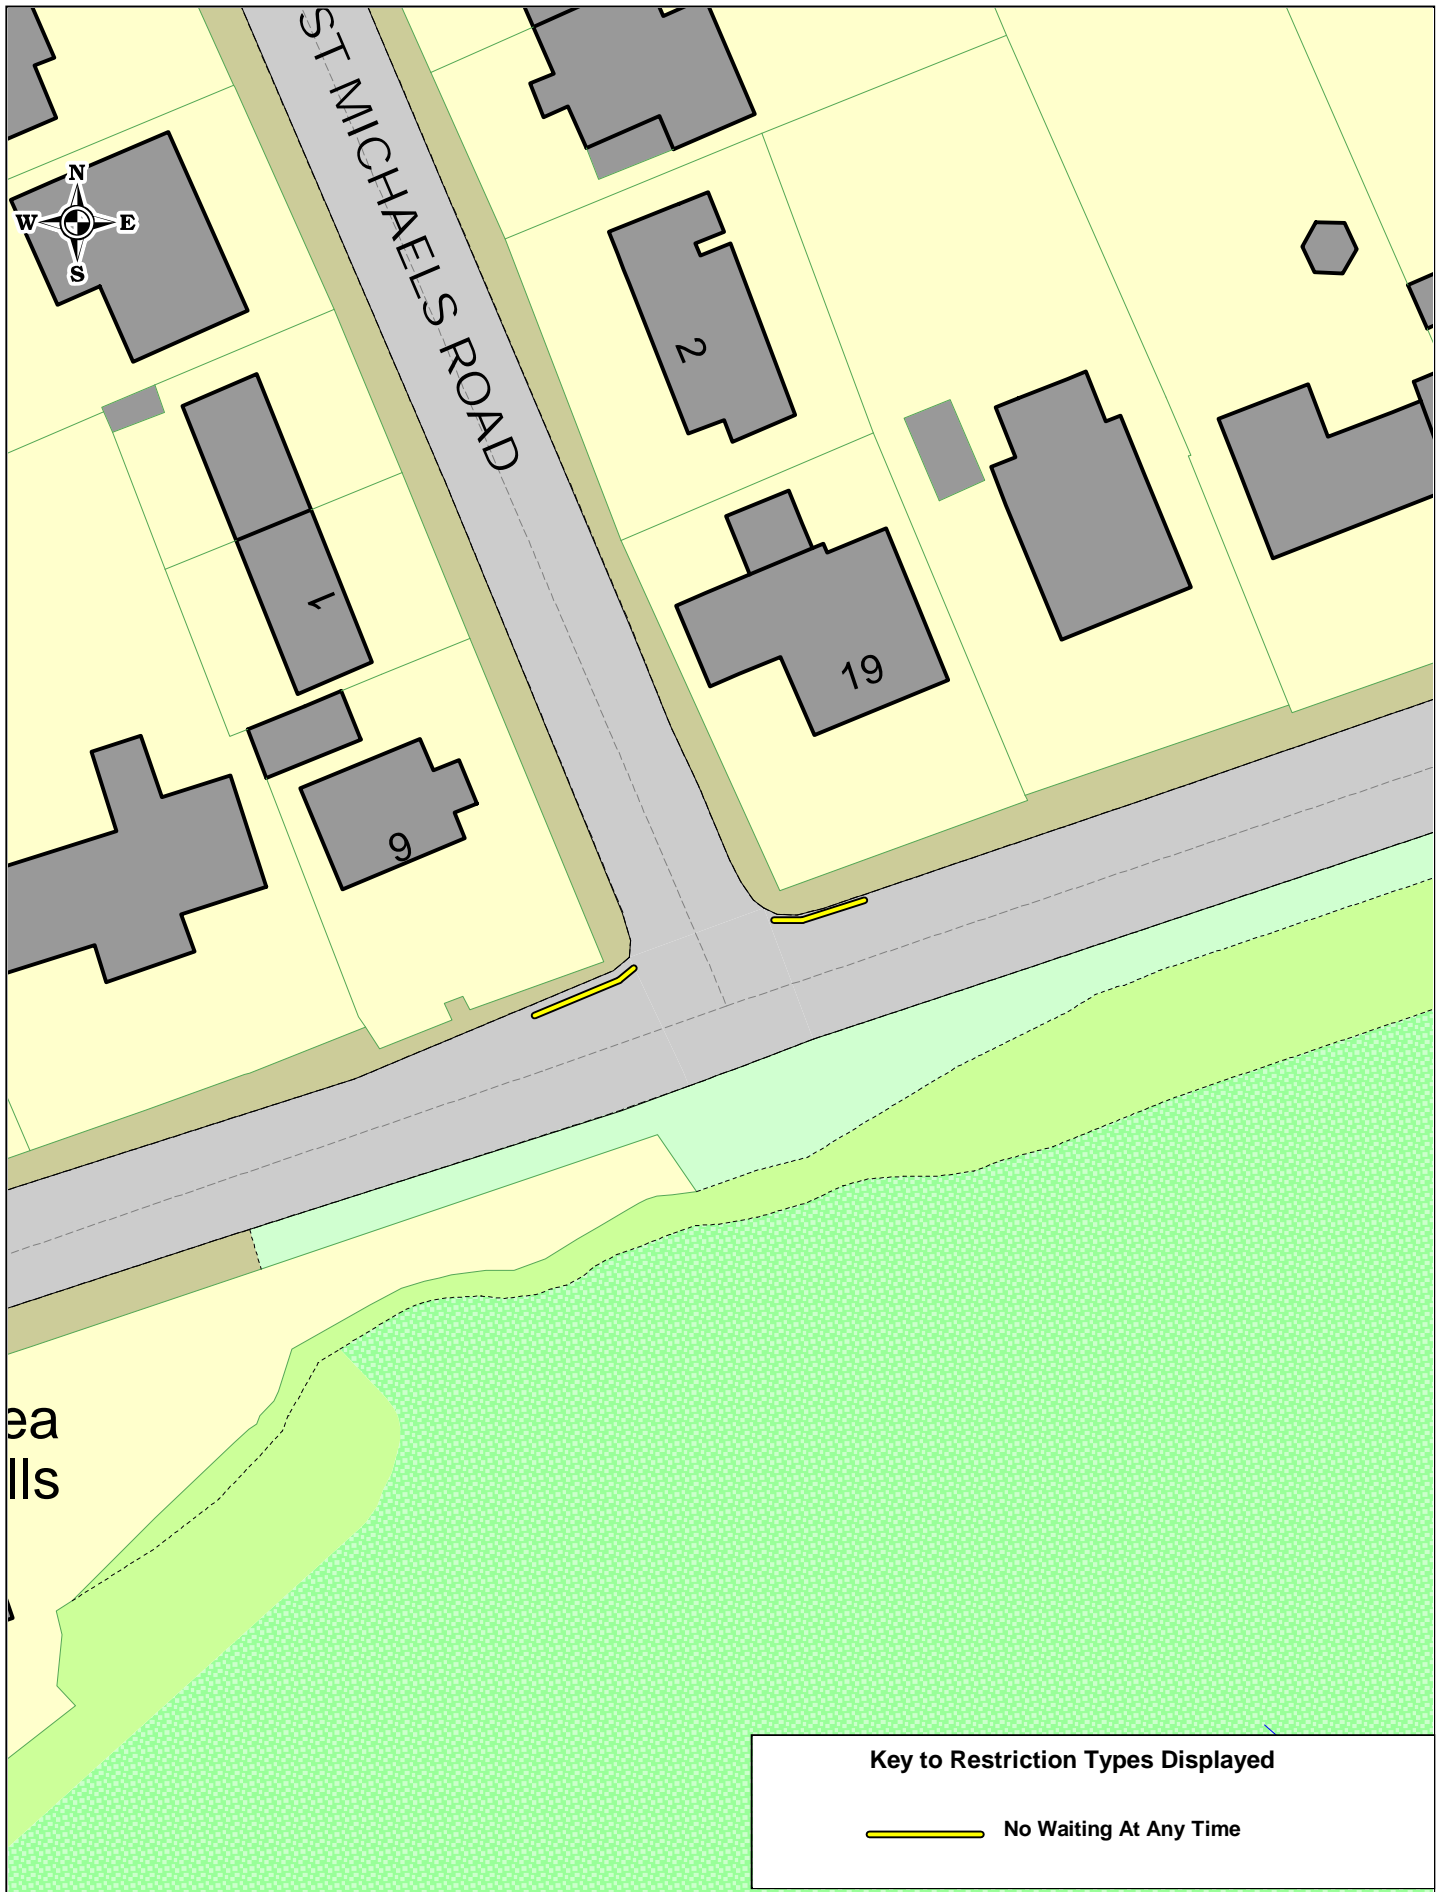 ST MICHAELS ROAD
N
W E
S
2
1
19
9
ea
lls
Key to Restriction Types Displayed
No Waiting At Any Time